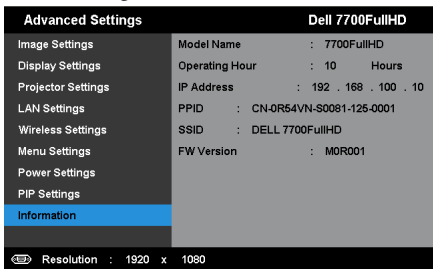 Advanced Settings Dell 7700FullHD
Image Settings Model Name : 7700FullHD
Display Settings Operating Hour : 10 Hours
Projector Settings IP Address : 192 . 168 . 100 . 10
LAN Settings PPID : CN-0R54VN-S0081-125-0001
Wireless Settings SSID : DELL 7700FullHD
Menu Settings FW Version : M0R001
Power Settings
PIP Settings
Information
Resolution : 1920 x 1080